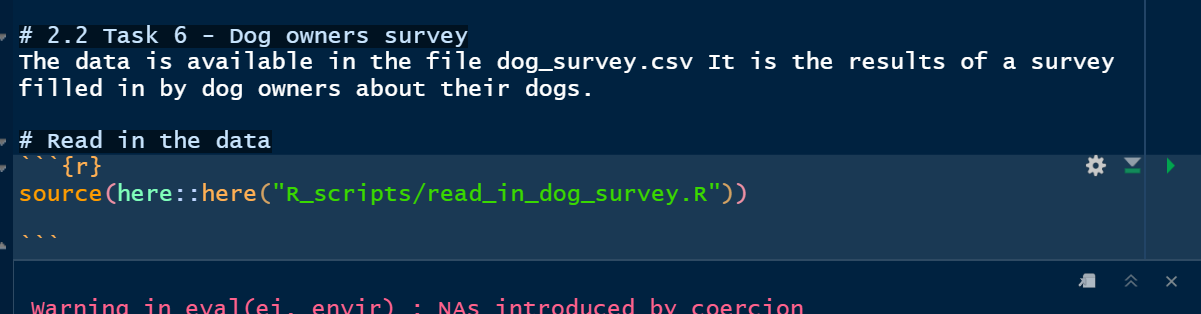 # 2.2 Task 6 - Dog owners survey
The data is available in the file dog_survey.csv It is the results of a survey
filled in by dog owners about their dogs.
# Read in the data
```{r}
source(here::here("R_scripts/read_in_dog_survey.R"))
```
Warning in eval(ei, envir) : NAs introduced by coercion